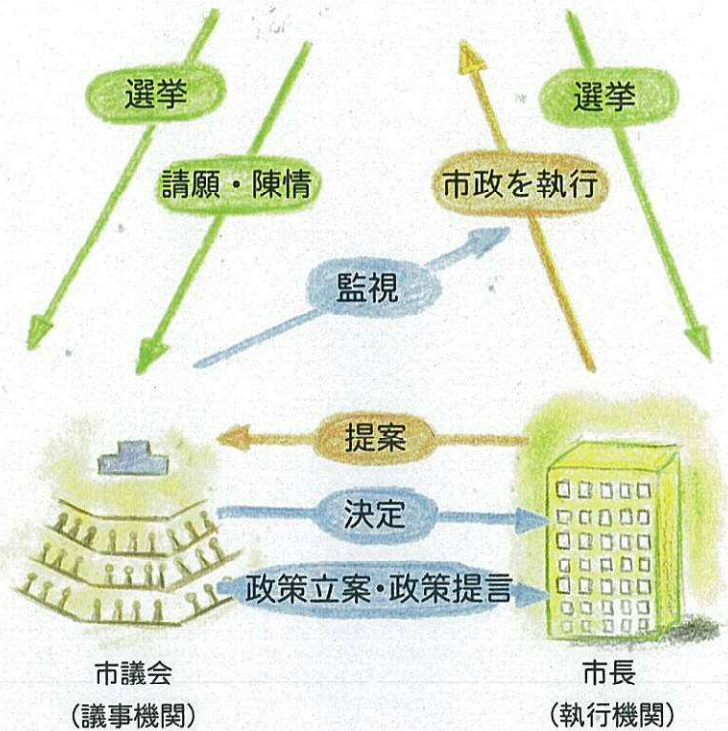 選挙
選挙
請願・陳情
市政を執行
監視
提案
決定
政策立案・政策提言
市議会
(議事機関)
市長
(執行機関)